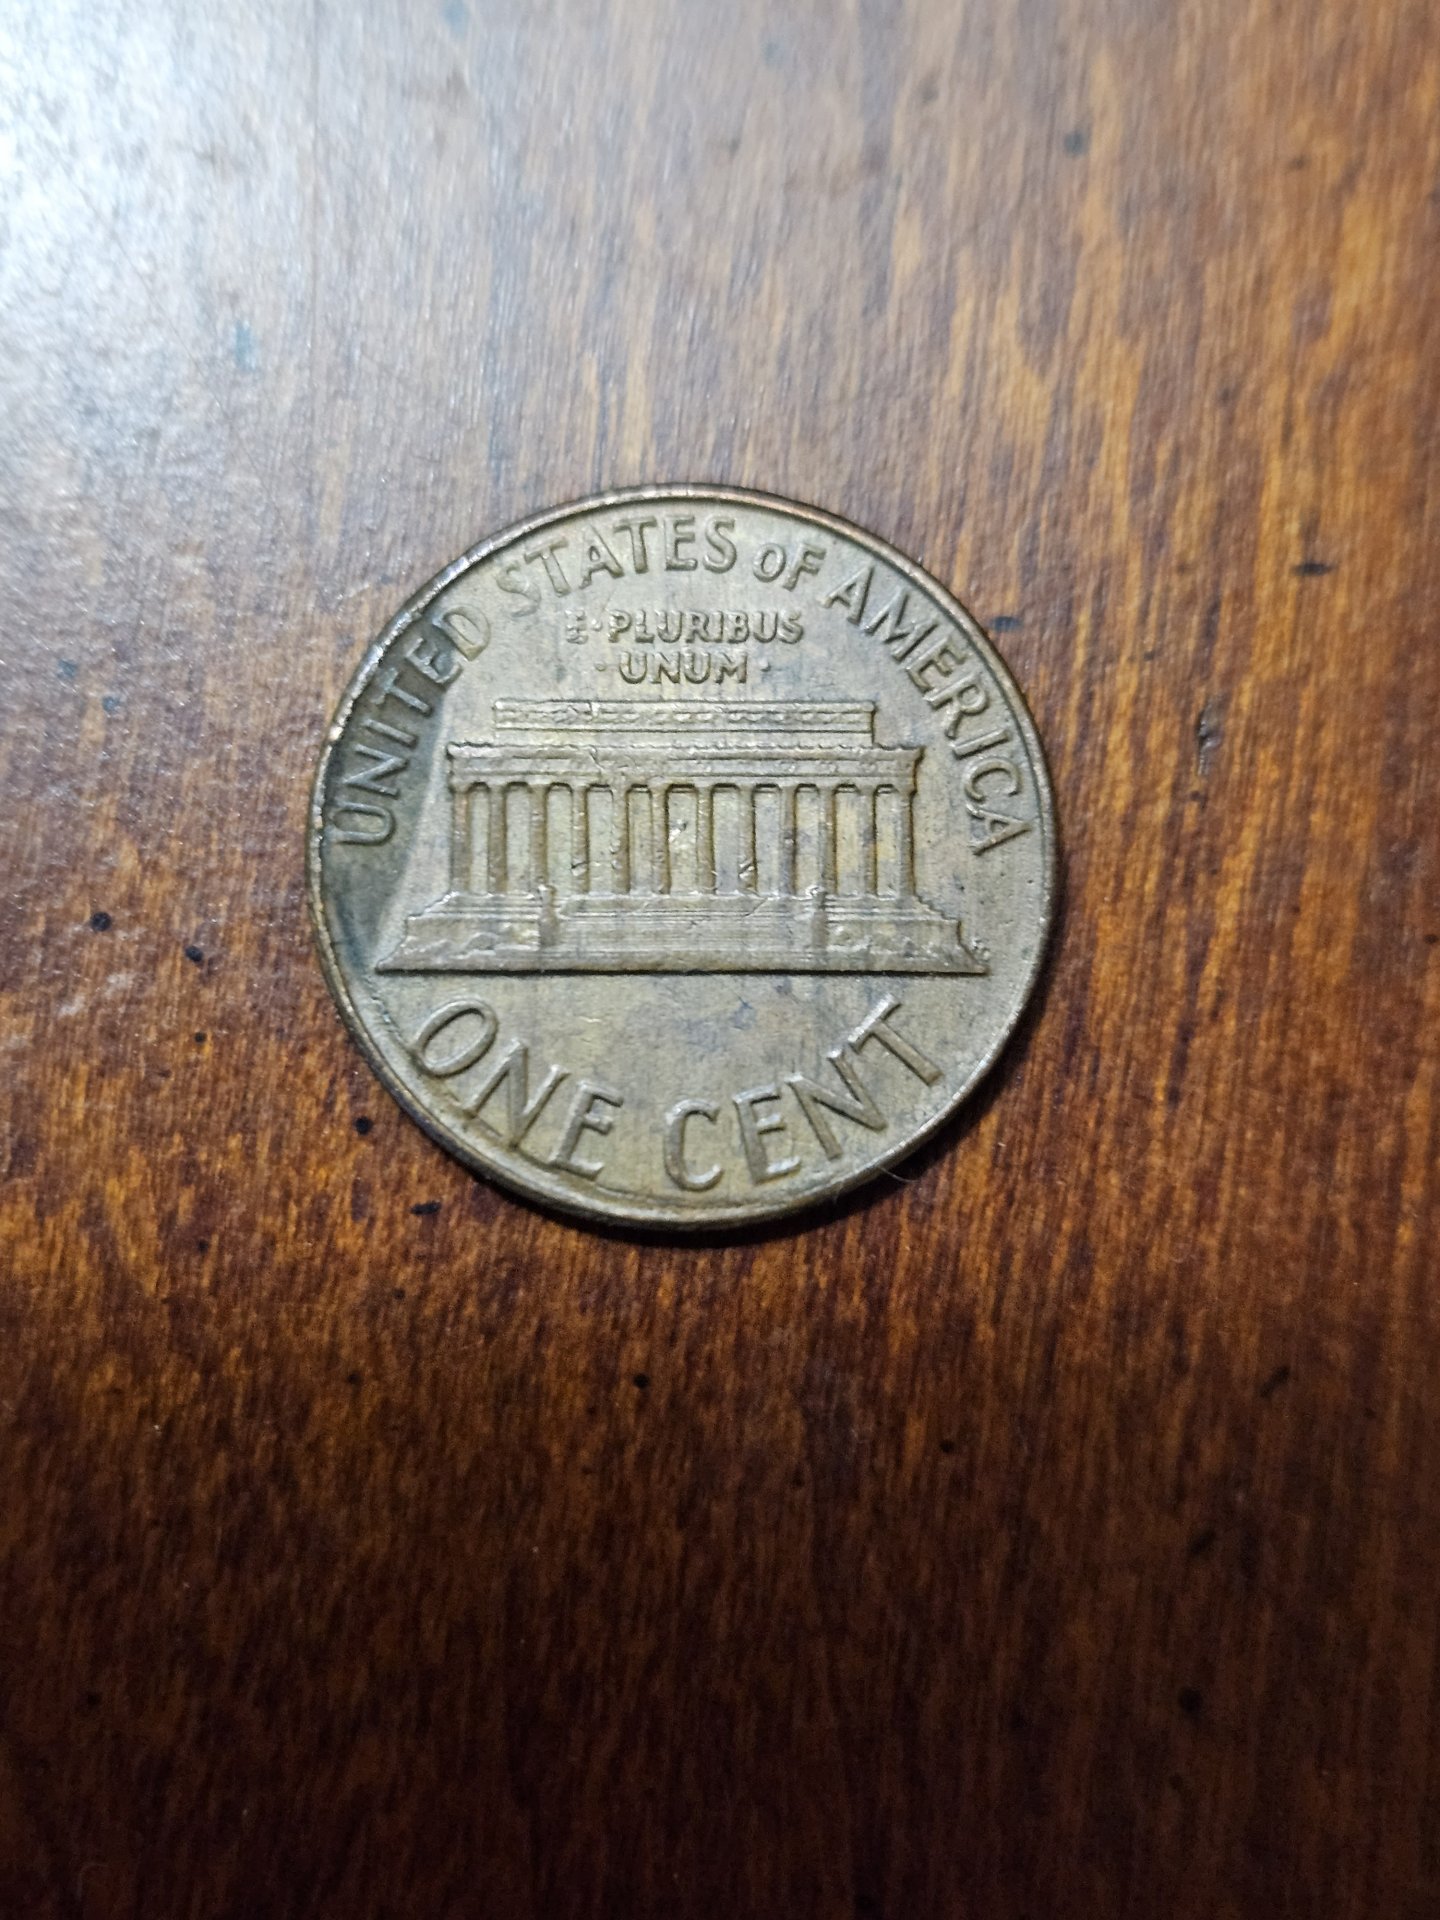 UNITED STATES OF AMERICA
E·PLURIBUS
·UNUM·
ONE CENT